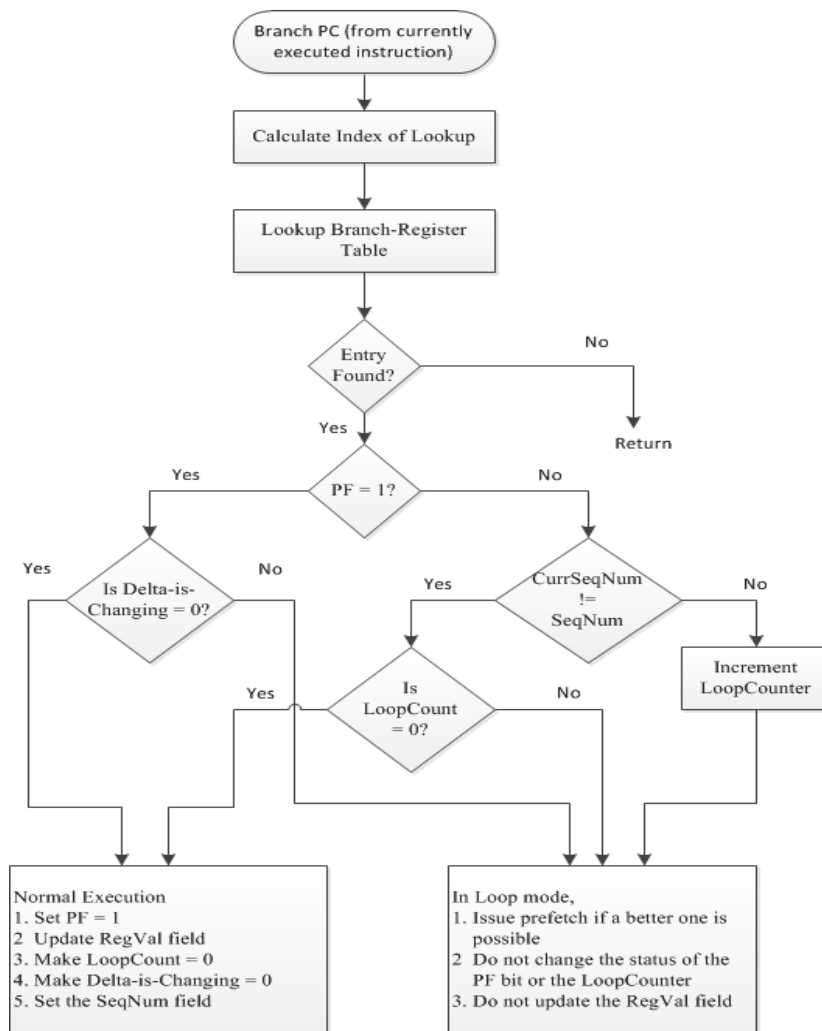 Branch PC (from currently
executed instruction)
Calculate Index of Lookup
Lookup Branch-Register
Table
Entry
Found?
No
Return
Yes
PF = 1?
Yes
No
Is Delta-is-
Changing = 0?
Yes
No
CurrSeqNum
!=
SeqNum
Yes
No
Increment
LoopCounter
Is
LoopCount
= 0?
Yes
No
Normal Execution
1. Set PF = 1
2  Update RegVal field
3. Make LoopCount = 0
4. Make Delta-is-Changing = 0
5. Set the SeqNum field
In Loop mode,
1. Issue prefetch if a better one is
possible
2  Do not change the status of the
PF bit or the LoopCounter
3. Do not update the RegVal field